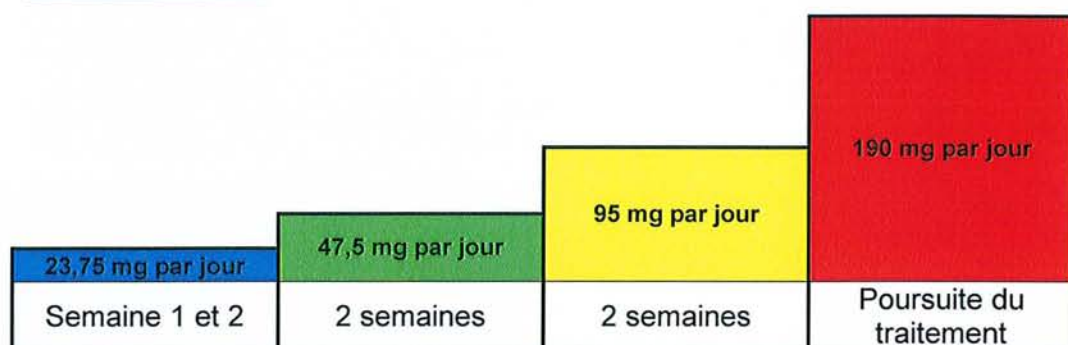 23,75 mg par jour
47,5 mg par jour
95 mg par jour
190 mg par jour
Semaine 1 et 2
2 semaines
2 semaines
Poursuite du
traitement